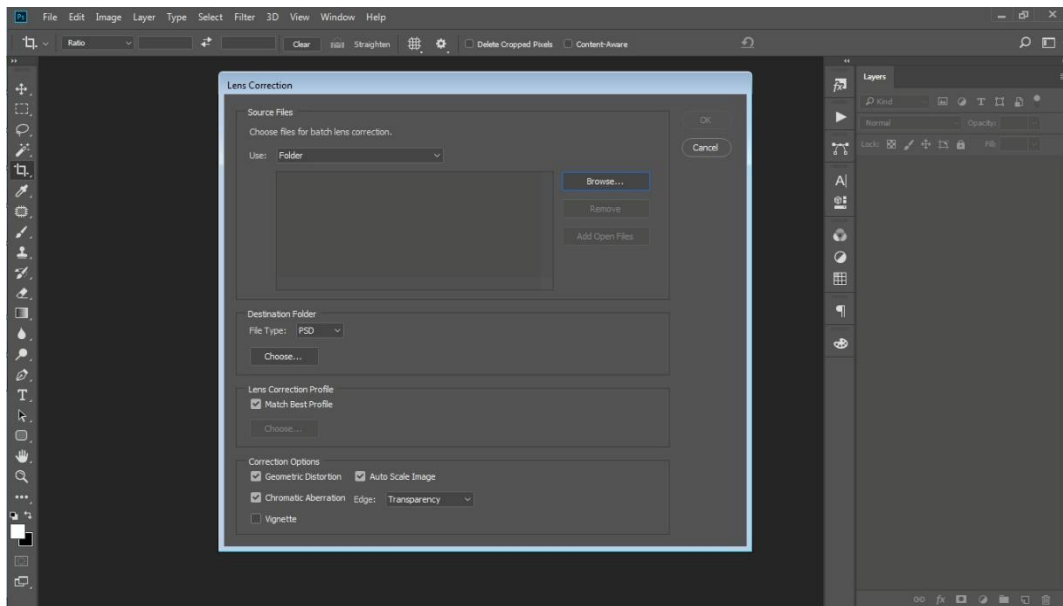 Ps File Edit Image Layer Type Select Filter 3D View Window Help
Ratio Clear Straighten Delete Cropped Pixels Content-Aware
Lens Correction
Source Files
Choose files for batch lens correction.
Use: Folder
Browse...
Remove
Add Open Files
OK
Cancel
Destination Folder
File Type: PSD
Choose...
Lens Correction Profile
Match Best Profile
Choose...
Correction Options
Geometric Distortion Auto Scale Image
Chromatic Aberration Edge: Transparency
Vignette
Layers
Kind
Normal Opacity:
Lock: Fill: